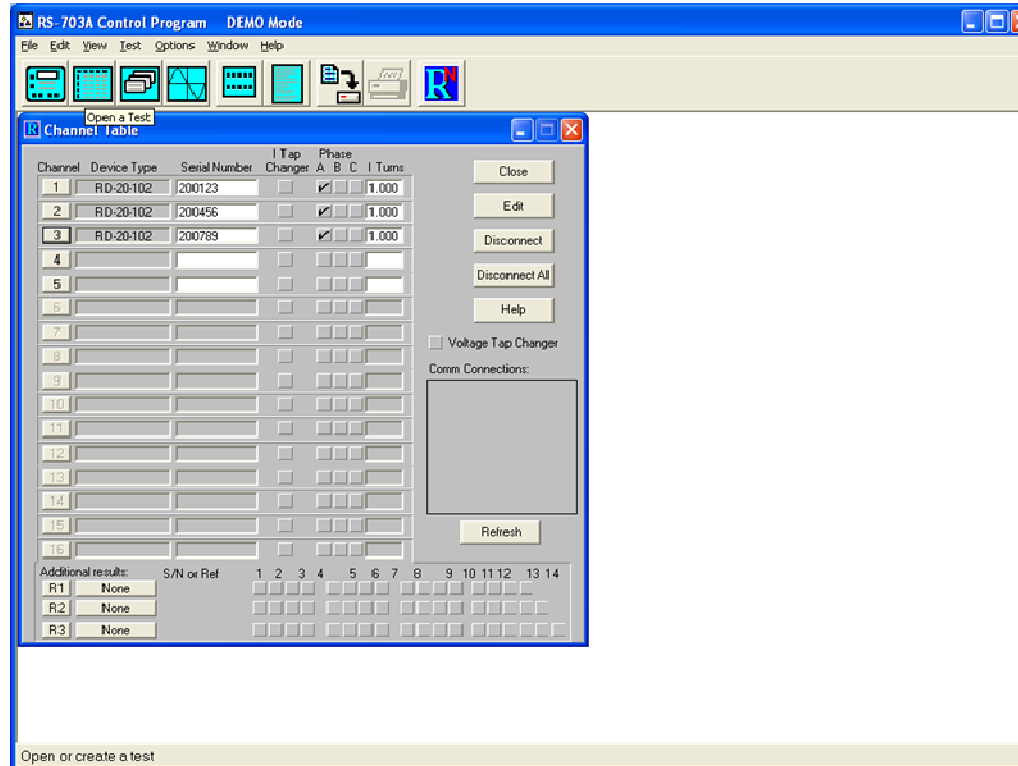 RS-703A Control Program DEMO Mode
File Edit View Test Options Window Help
RN
Open a Test
R Channel Table
I Tap Phase
Channel Device Type Serial Number Changer A B C I Turns
Close
1 RD-20-102 200123 1.000
2 RD-20-102 200456 1.000
Edit
3 RD-20-102 200789 1.000
Disconnect
4
Disconnect All
5
6
Help
7
Voltage Tap Changer
8
Comm Connections:
9
10
11
12
13
14
15
Refresh
16
Additional results: S/N or Ref 1 2 3 4 5 6 7 8 9 10 11 12 13 14
R1 None
R2 None
R3 None
Open or create a test